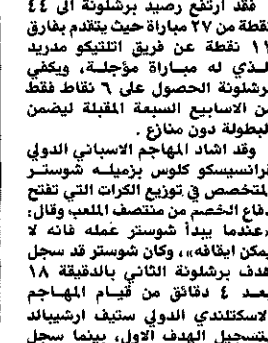 فقد ارتفع رصيد برشلونة الى ٤٤
نقطة من ٢٧ مباراة حيث يتقدم بفارق
١١ نقطة عن فريق اتلتيكو مدريد
الذي له مباراة مؤجلة، ويكفي
برشلونة الحصول على ٦ نقاط فقط
من الاسابيع السبعة المقبلة ليضمن
البطولة دون منازع .
وقد اشاد المهاجم الاسباني الدولي
فرانسيسكو كلوس بزميله شوستر
المتخصص في توزيع الكرات التي تفتح
دفاع الخصم من منتصف الملعب وقال:
«عندما يبدأ شوستر عمله فانه لا
يمكن ايقافه»، وكان شوستر قد سجل
هدف برشلونة الثاني بالدقيقة ١٨
بعد ٤ دقائق من قيام المهاجم
الاسكتلندي الدولي ستيف ارشيبالد
بتسجيل الهدف الاول، بينما سجل